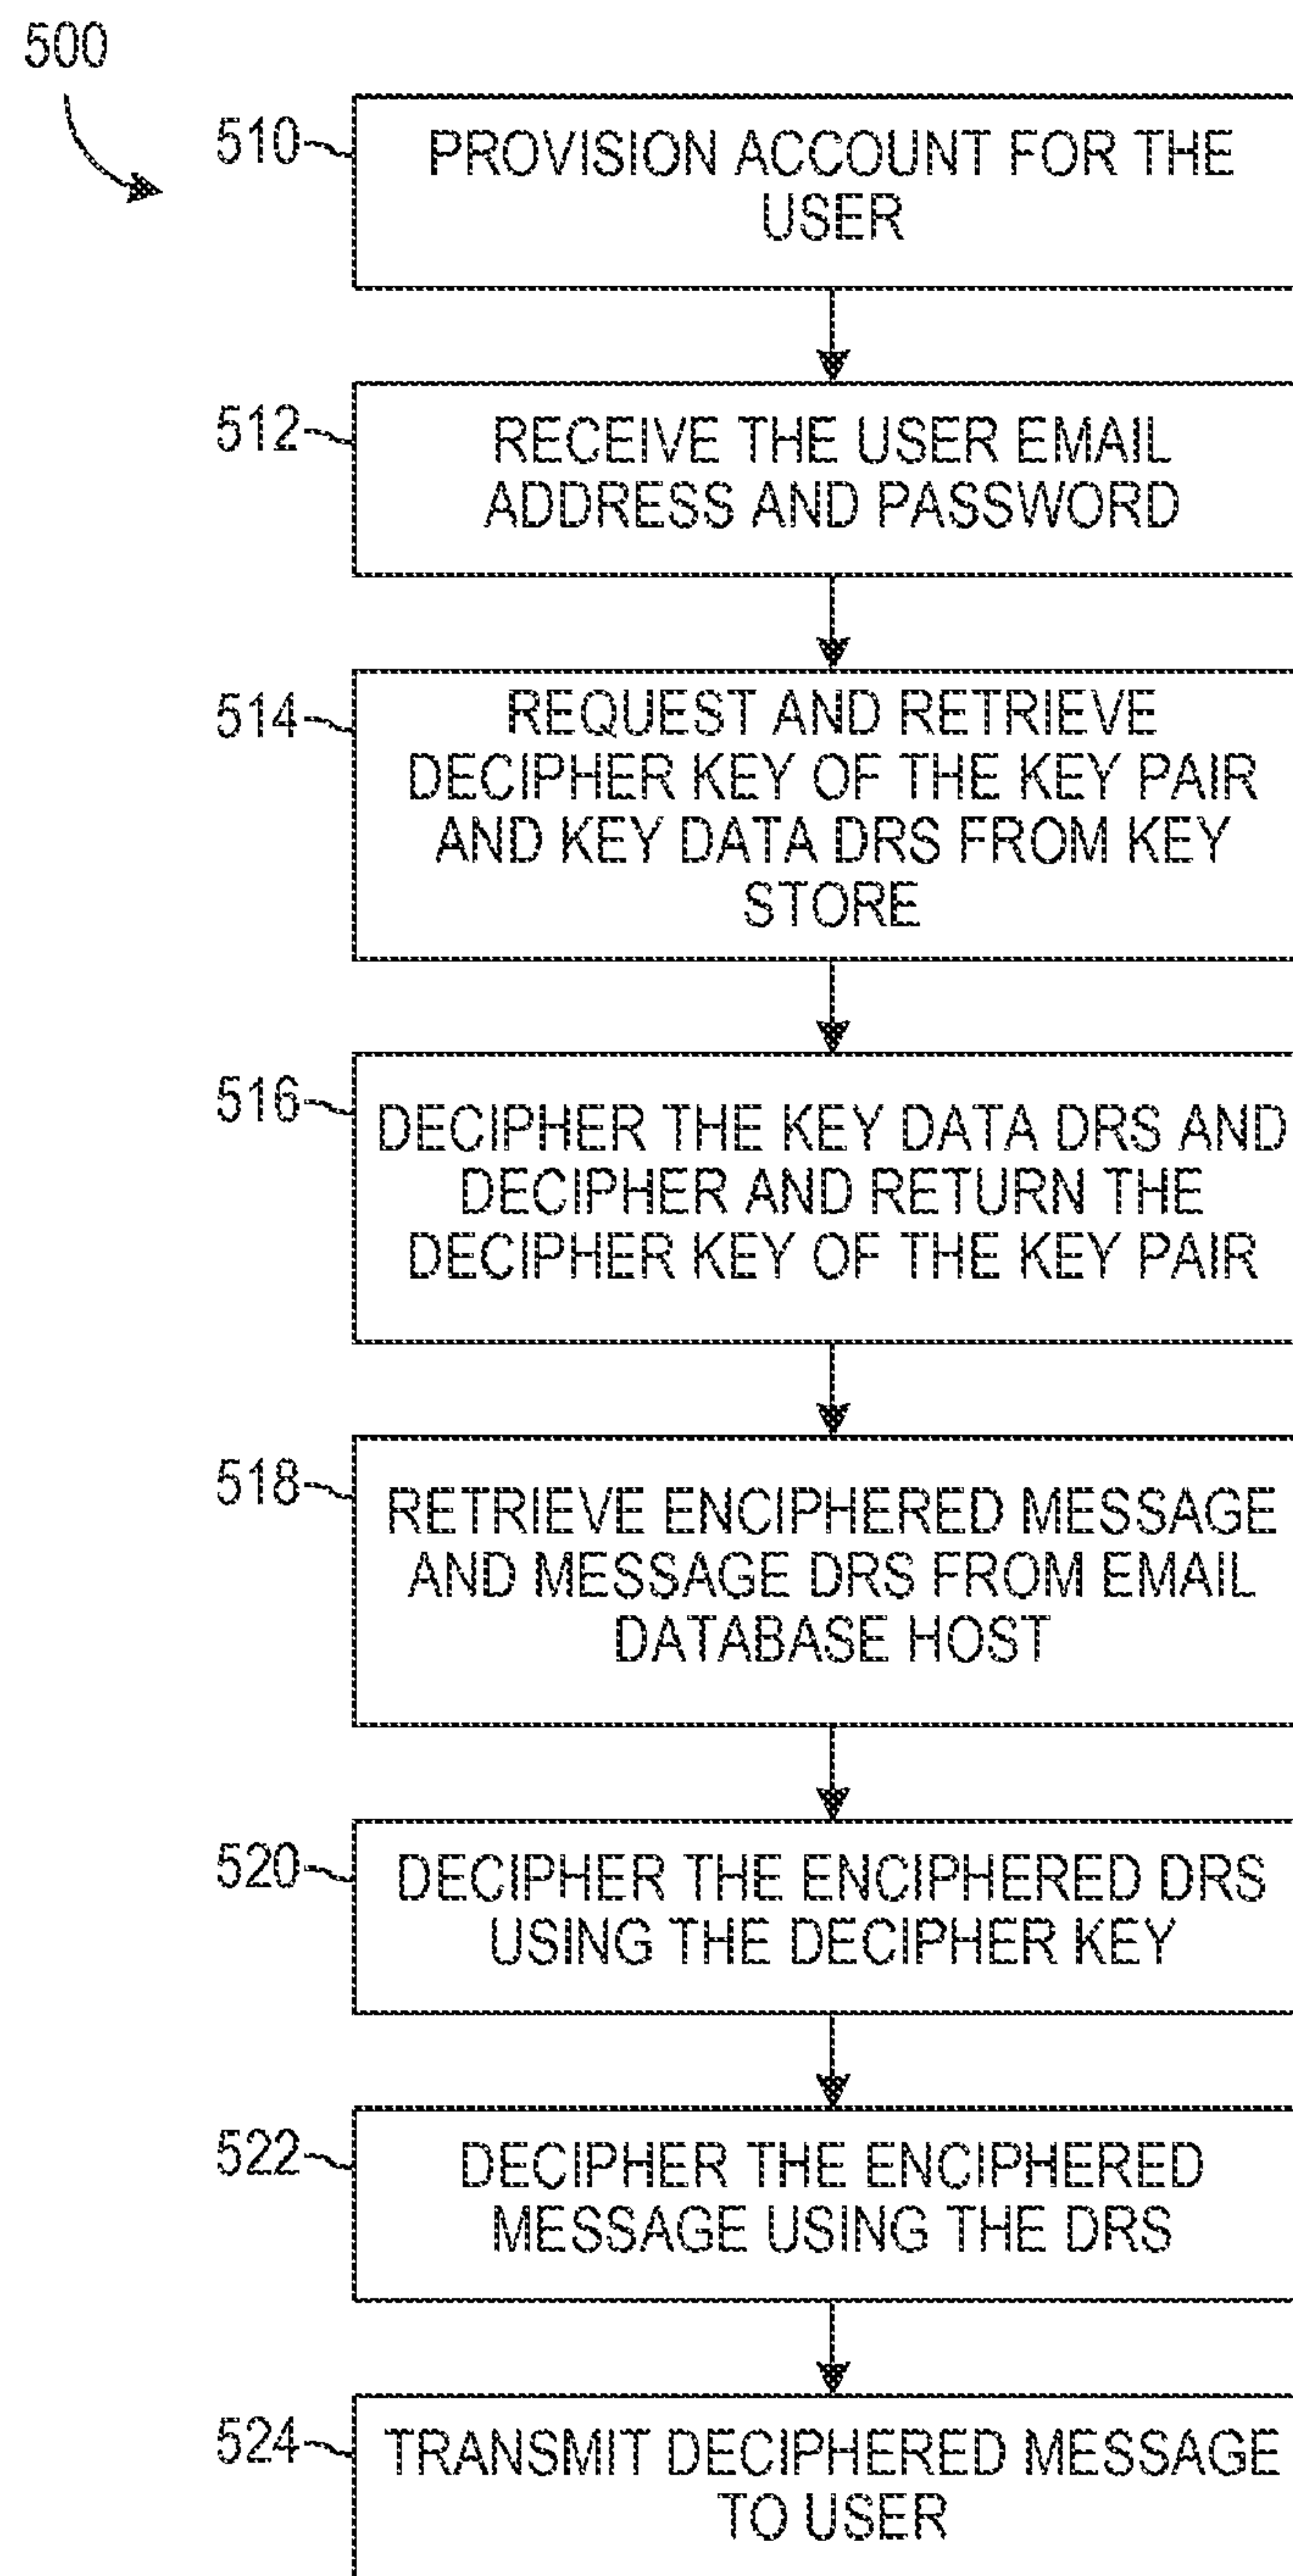 500
510
PROVISION ACCOUNT FOR THE
USER
512
RECEIVE THE USER EMAIL
ADDRESS AND PASSWORD
514
REQUEST AND RETRIEVE
DECIPHER KEY OF THE KEY PAIR
AND KEY DATA DRS FROM KEY
STORE
516
DECIPHER THE KEY DATA DRS AND
DECIPHER AND RETURN THE
DECIPHER KEY OF THE KEY PAIR
518
RETRIEVE ENCIPHERED MESSAGE
AND MESSAGE DRS FROM EMAIL
DATABASE HOST
520
DECIPHER THE ENCIPHERED DRS
USING THE DECIPHER KEY
522
DECIPHER THE ENCIPHERED
MESSAGE USING THE DRS
524
TRANSMIT DECIPHERED MESSAGE
TO USER